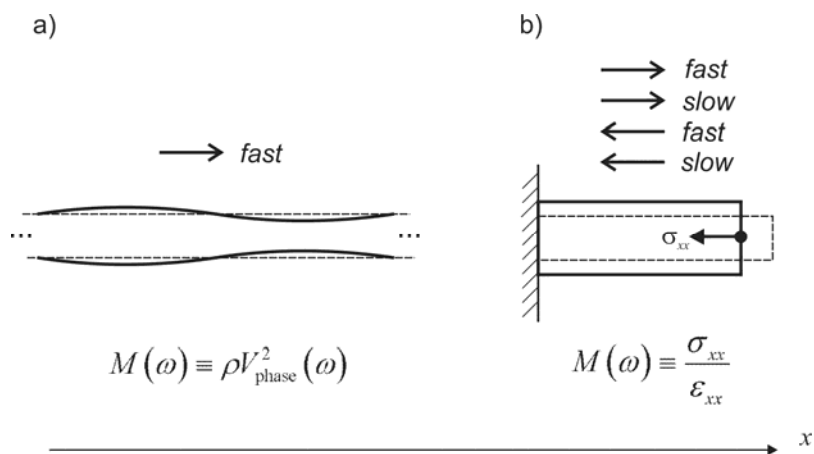 a)
fast
...
...
M(ω) ≡ ρV²phase(ω)
b)
fast
slow
fast
slow
σxx
M(ω) ≡ σxx / εxx
x